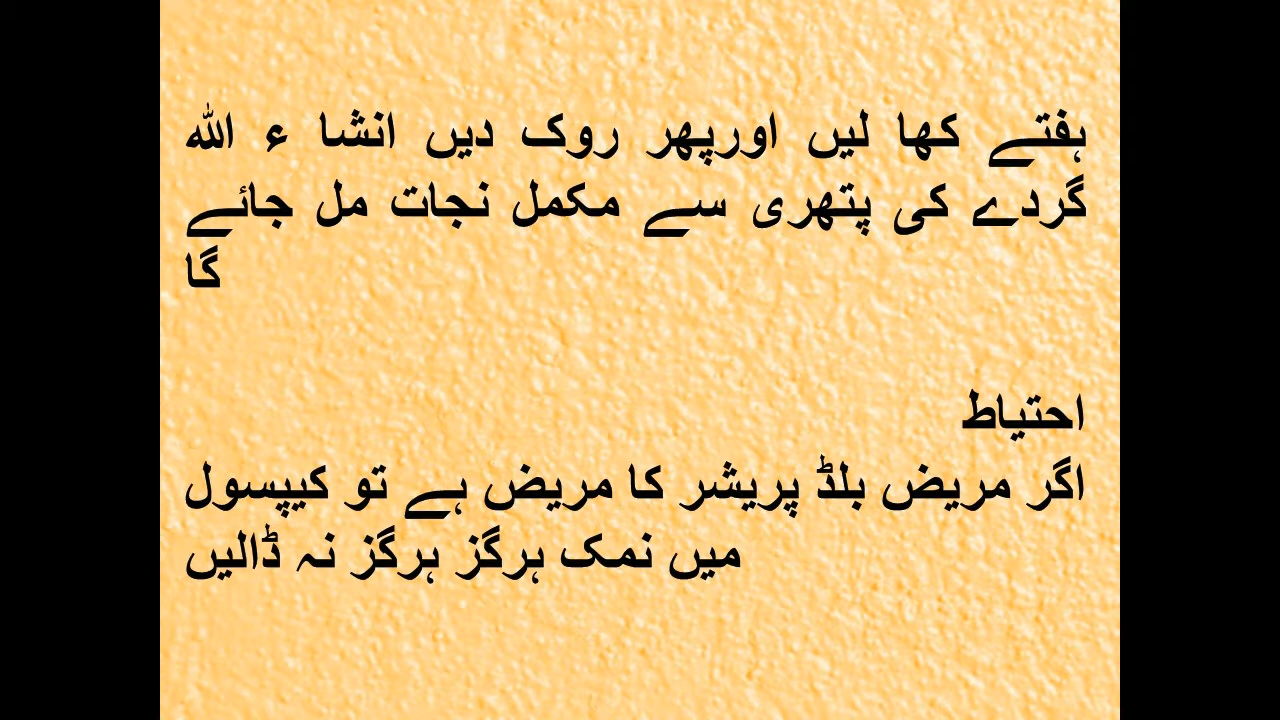 ہفتے کھا لیں اورپھر روک دیں انشا ء اللہ
گردے کی پتھری سے مکمل نجات مل جائے
گا
احتیاط
اگر مریض بلڈ پریشر کا مریض ہے تو کیپسول
میں نمک ہرگز ہرگز نہ ڈالیں